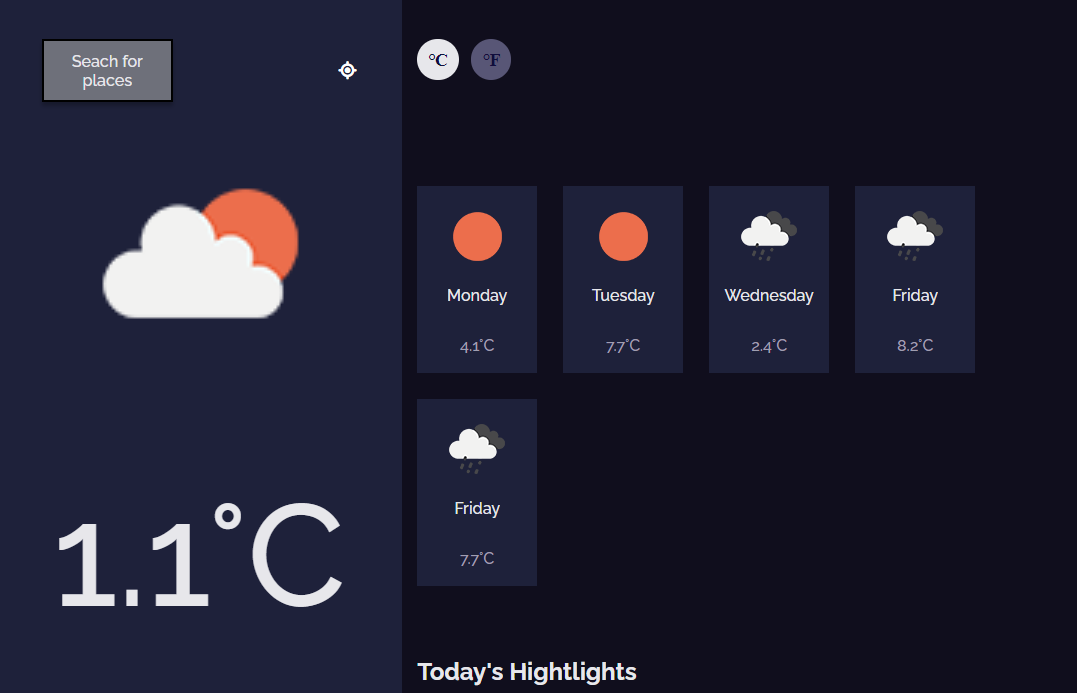 Seach for
places
°C
°F
Monday
4.1°C
Tuesday
7.7°C
Wednesday
2.4°C
Friday
8.2°C
Friday
7.7°C
1.1°C
Today's Hightlights